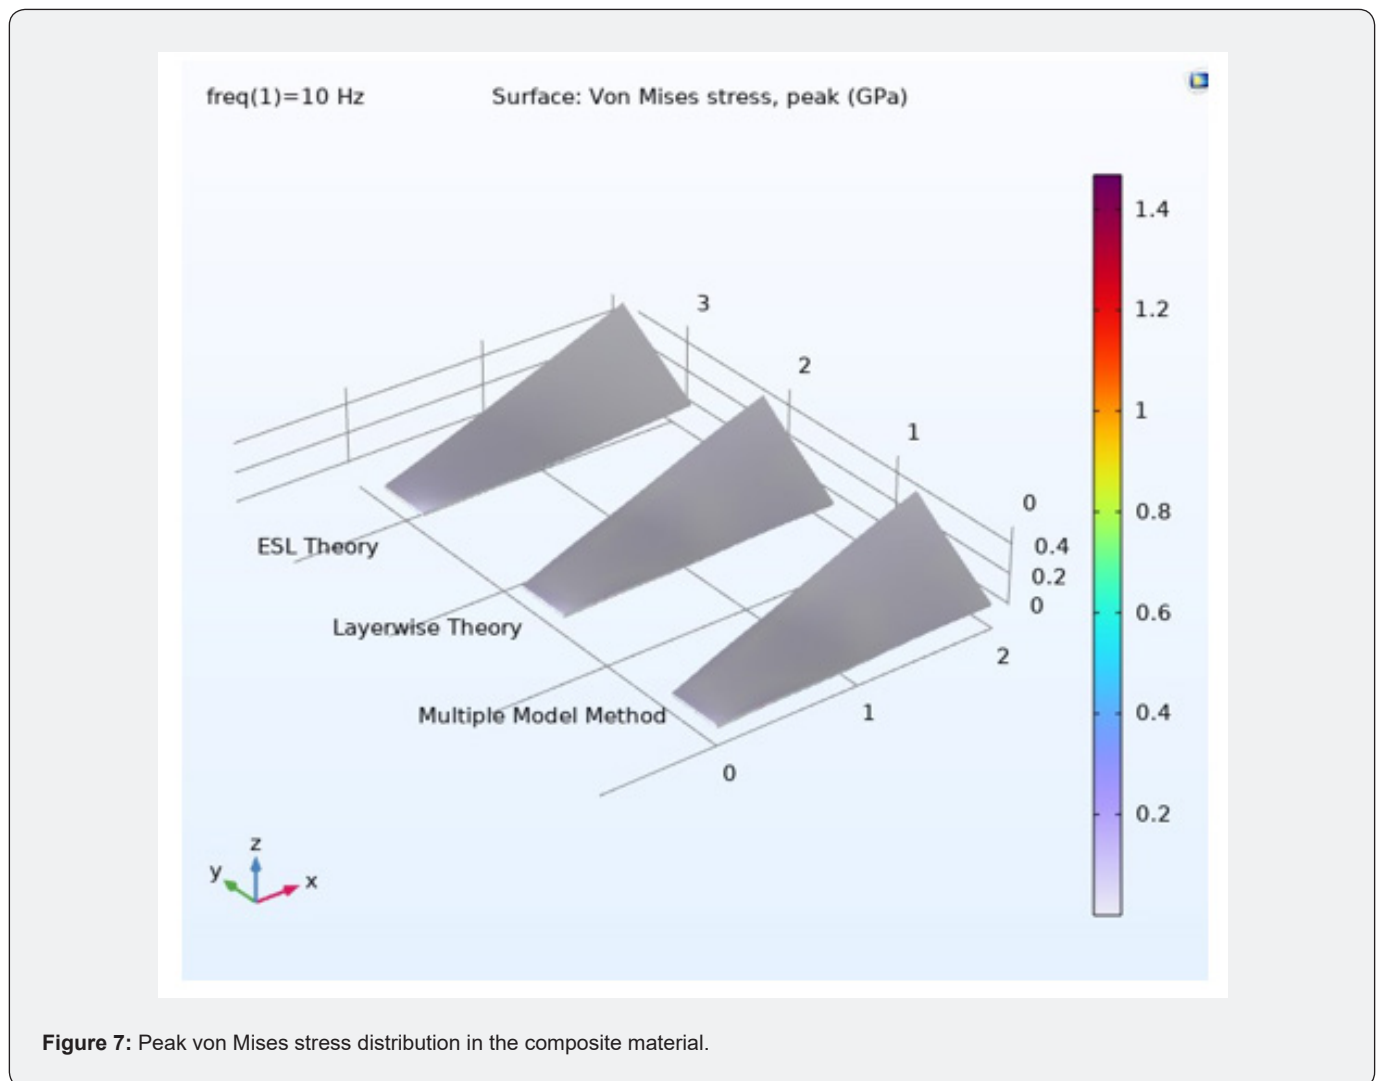 freq(1)=10 Hz
Surface: Von Mises stress, peak (GPa)
1.4
1.2
1
0.8
0.6
0.4
0.2
3
2
1
0
0.4
0.2
0
2
1
0
ESL Theory
Layerwise Theory
Multiple Model Method
z
y
x
Figure 7: Peak von Mises stress distribution in the composite material.